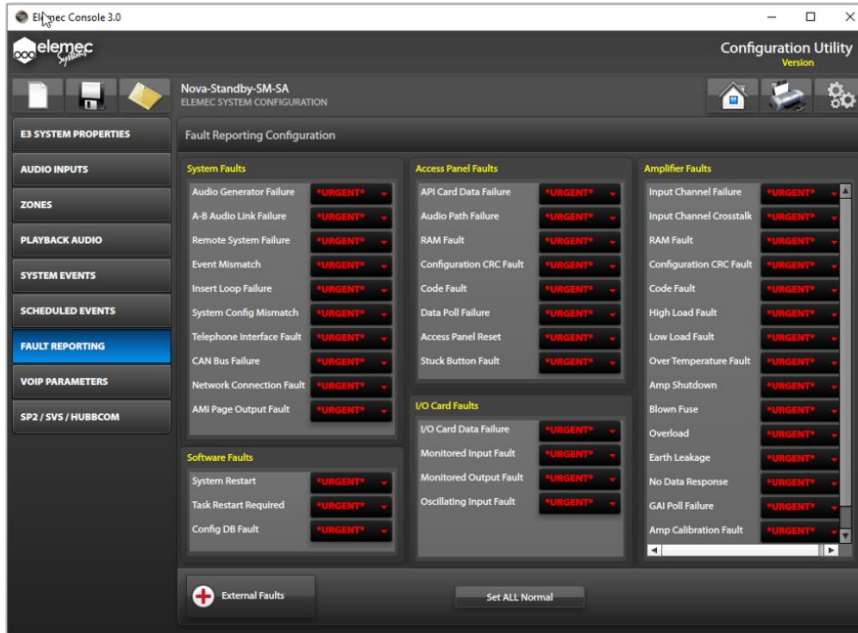 Elemec Console 3.0
elemec
Systems
Configuration Utility
Version
Nova-Standby-SM-SA
ELEMEC SYSTEM CONFIGURATION
E3 SYSTEM PROPERTIES
AUDIO INPUTS
ZONES
PLAYBACK AUDIO
SYSTEM EVENTS
SCHEDULED EVENTS
FAULT REPORTING
VOIP PARAMETERS
SP2 / SVS / HUBBCOM
Fault Reporting Configuration
System Faults
Audio Generator Failure *URGENT*
A-B Audio Link Failure *URGENT*
Remote System Failure *URGENT*
Event Mismatch *URGENT*
Insert Loop Failure *URGENT*
System Config Mismatch *URGENT*
Telephone Interface Fault *URGENT*
CAN Bus Failure *URGENT*
Network Connection Fault *URGENT*
AMI Page Output Fault *URGENT*
Software Faults
System Restart *URGENT*
Task Restart Required *URGENT*
Config DB Fault *URGENT*
Access Panel Faults
API Card Data Failure *URGENT*
Audio Path Failure *URGENT*
RAM Fault *URGENT*
Configuration CRC Fault *URGENT*
Code Fault *URGENT*
Data Poll Failure *URGENT*
Access Panel Reset *URGENT*
Stuck Button Fault *URGENT*
I/O Card Faults
I/O Card Data Failure *URGENT*
Monitored Input Fault *URGENT*
Monitored Output Fault *URGENT*
Oscillating Input Fault *URGENT*
Amplifier Faults
Input Channel Failure *URGENT*
Input Channel Crosstalk *URGENT*
RAM Fault *URGENT*
Configuration CRC Fault *URGENT*
Code Fault *URGENT*
High Load Fault *URGENT*
Low Load Fault *URGENT*
Over Temperature Fault *URGENT*
Amp Shutdown *URGENT*
Blown Fuse *URGENT*
Overload *URGENT*
Earth Leakage *URGENT*
No Data Response *URGENT*
GAI Poll Failure *URGENT*
Amp Calibration Fault *URGENT*
External Faults
Set ALL Normal